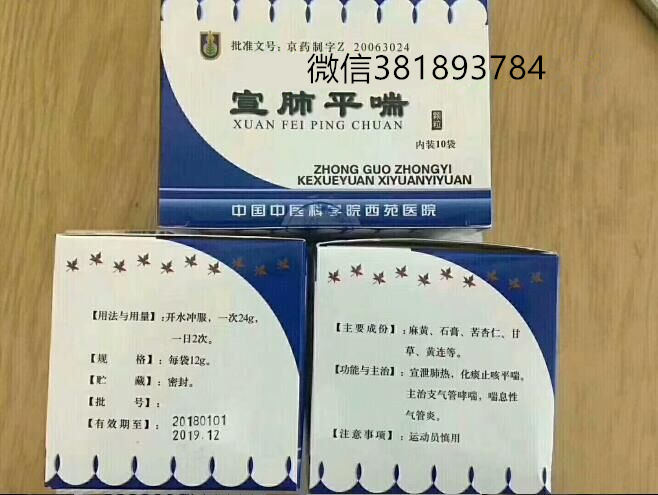 批准文号：京药制字Z 20063024
微信381893784
宣肺平喘
XUAN FEI PING CHUAN
颗粒
内装10袋
ZHONG GUO ZHONGYI
KEXUEYUAN XIYUANYIYUAN
中国中医科学院西苑医院
【用法与用量】:开水冲服，一次24g，
一日2次。
【规 格】：每袋12g。
【贮 藏】：密封。
【批 号】：
20180101
【有效期至】：
2019.12
【主要成份】：麻黄、石膏、苦杏仁、甘
草、黄连等。
【功能与主治】：宣泄肺热，化痰止咳平喘。
主治支气管哮喘，喘息性
气管炎。
【注意事项】：运动员慎用